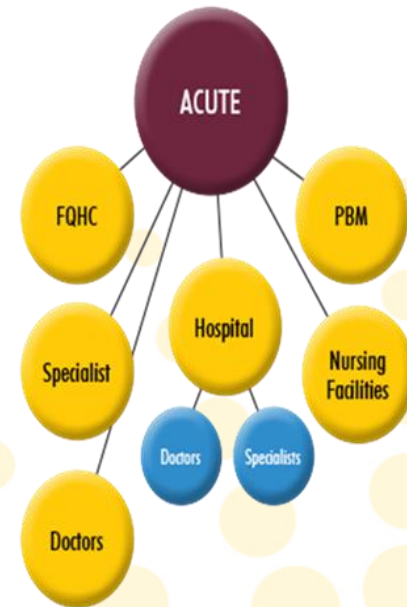 ACUTE
FQHC
PBM
Hospital
Specialist
Nursing
Facilities
Doctors
Specialists
Doctors